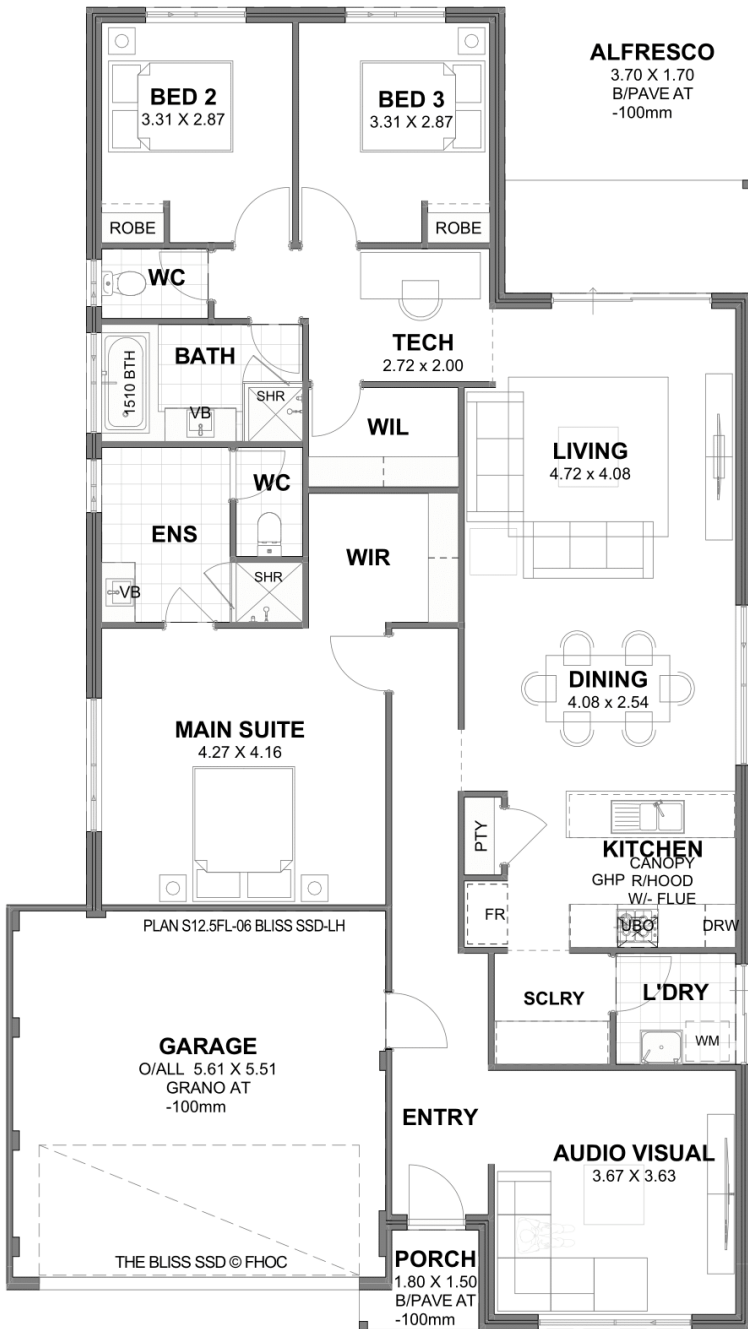 ALFRESCO
3.70 X 1.70
B/PAVE AT
-100mm
BED 2
3.31 X 2.87
BED 3
3.31 X 2.87
ROBE
ROBE
WC
TECH
2.72 x 2.00
BATH
1510 BTH
VB
SHR
WIL
LIVING
4.72 x 4.08
WC
ENS
VB
SHR
WIR
DINING
4.08 x 2.54
MAIN SUITE
4.27 X 4.16
PTY
KITCHEN
CANOPY
GHP R/HOOD
W/- FLUE
FR
UBO
DRW
PLAN S12.5FL-06 BLISS SSD-LH
SCLRY
L'DRY
WM
GARAGE
O/ALL 5.61 X 5.51
GRANO AT
-100mm
ENTRY
AUDIO VISUAL
3.67 X 3.63
THE BLISS SSD © FHOC
PORCH
1.80 X 1.50
B/PAVE AT
-100mm